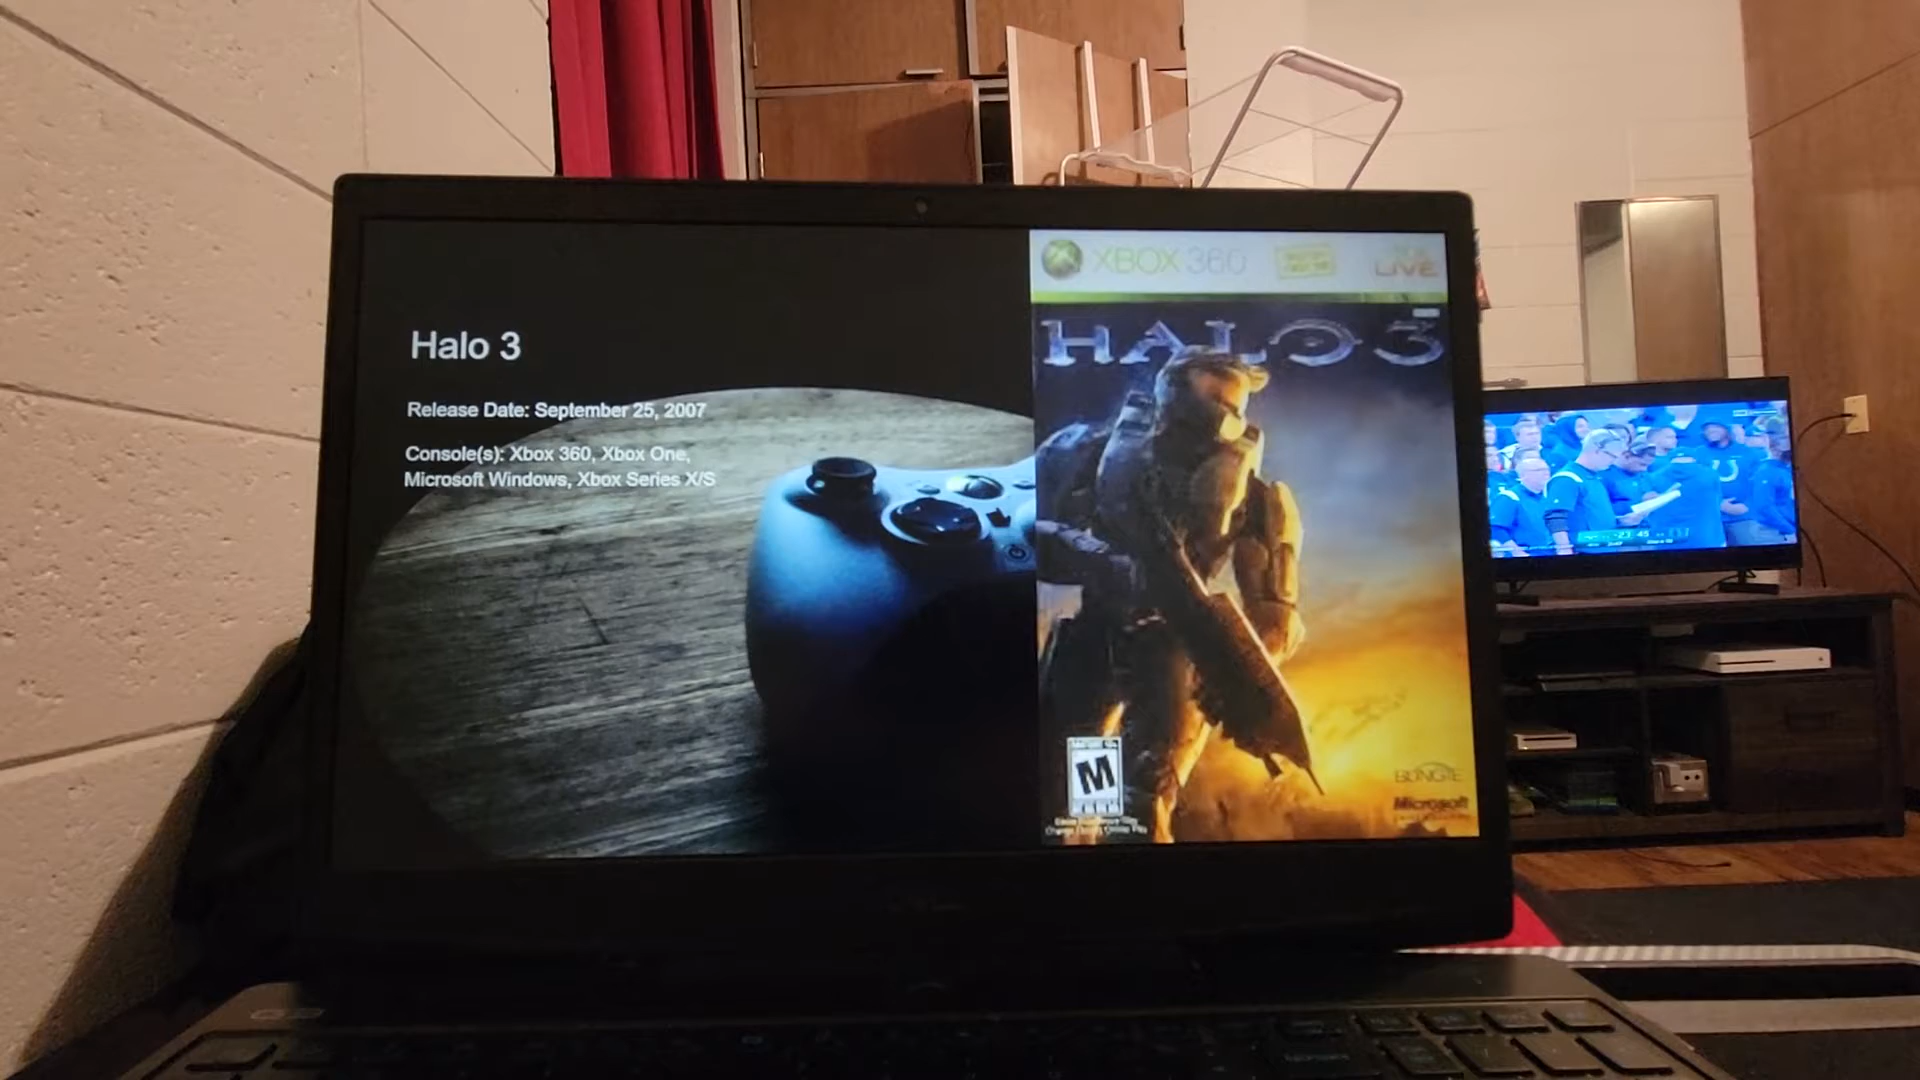 Halo 3
Release Date: September 25, 2007
Console(s): Xbox 360, Xbox One,
Microsoft Windows, Xbox Series X/S
XBOX 360
LIVE
HALO 3
M
BUNGIE
Microsoft